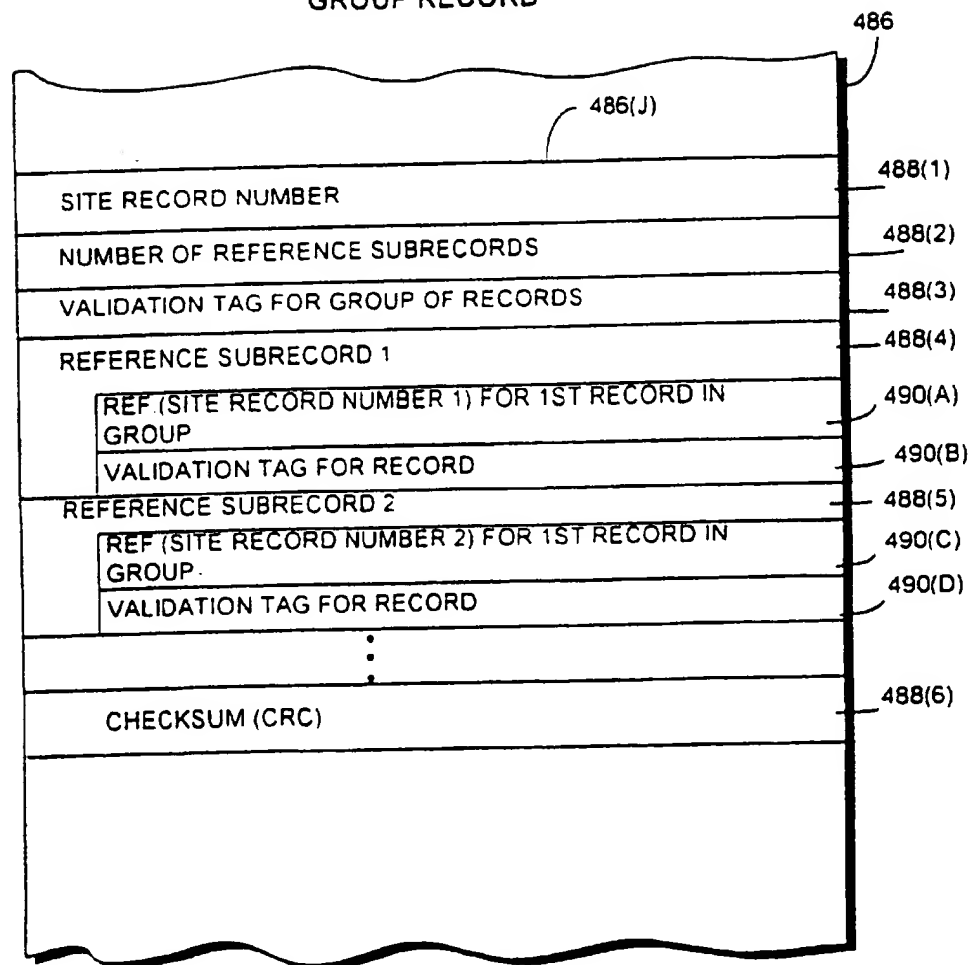 GROUP RECORD
486
486(J)
SITE RECORD NUMBER
488(1)
NUMBER OF REFERENCE SUBRECORDS
488(2)
VALIDATION TAG FOR GROUP OF RECORDS
488(3)
REFERENCE SUBRECORD 1
488(4)
REF (SITE RECORD NUMBER 1) FOR 1ST RECORD IN
GROUP
490(A)
VALIDATION TAG FOR RECORD
490(B)
REFERENCE SUBRECORD 2
488(5)
REF (SITE RECORD NUMBER 2) FOR 1ST RECORD IN
GROUP
490(C)
VALIDATION TAG FOR RECORD
490(D)
CHECKSUM (CRC)
488(6)